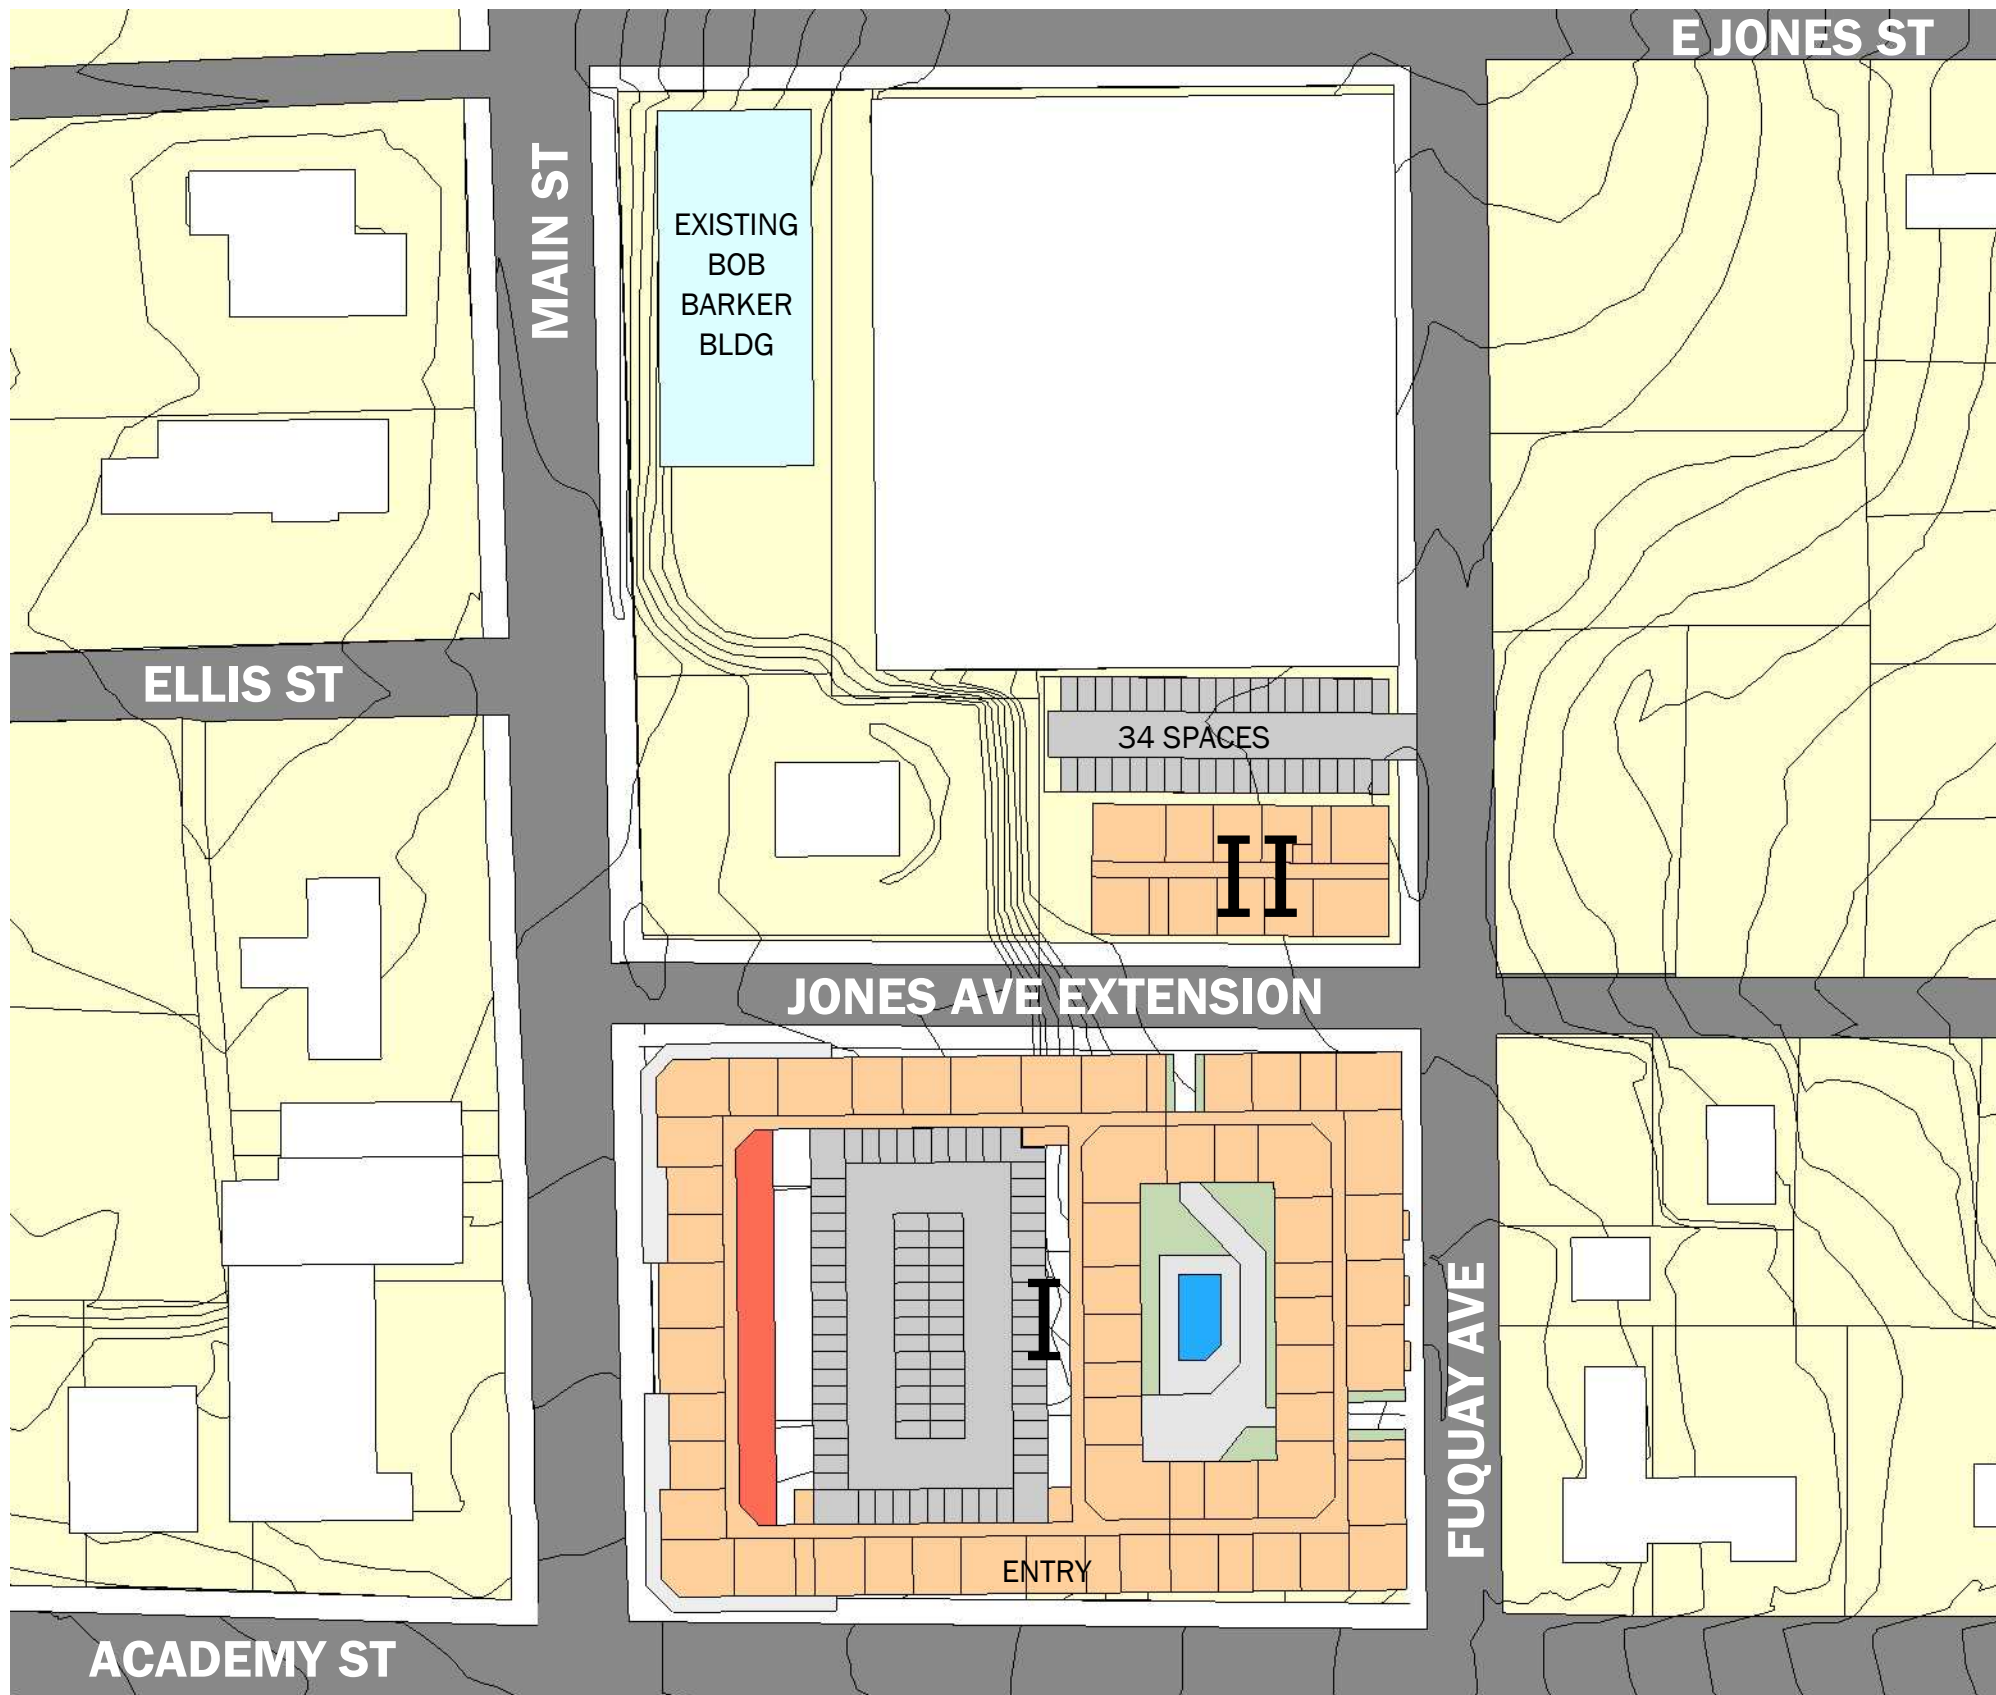 E JONES ST
MAIN ST
EXISTING
BOB
BARKER
BLDG
ELLIS ST
34 SPACES
II
JONES AVE EXTENSION
I
FUQUAY AVE
ENTRY
ACADEMY ST